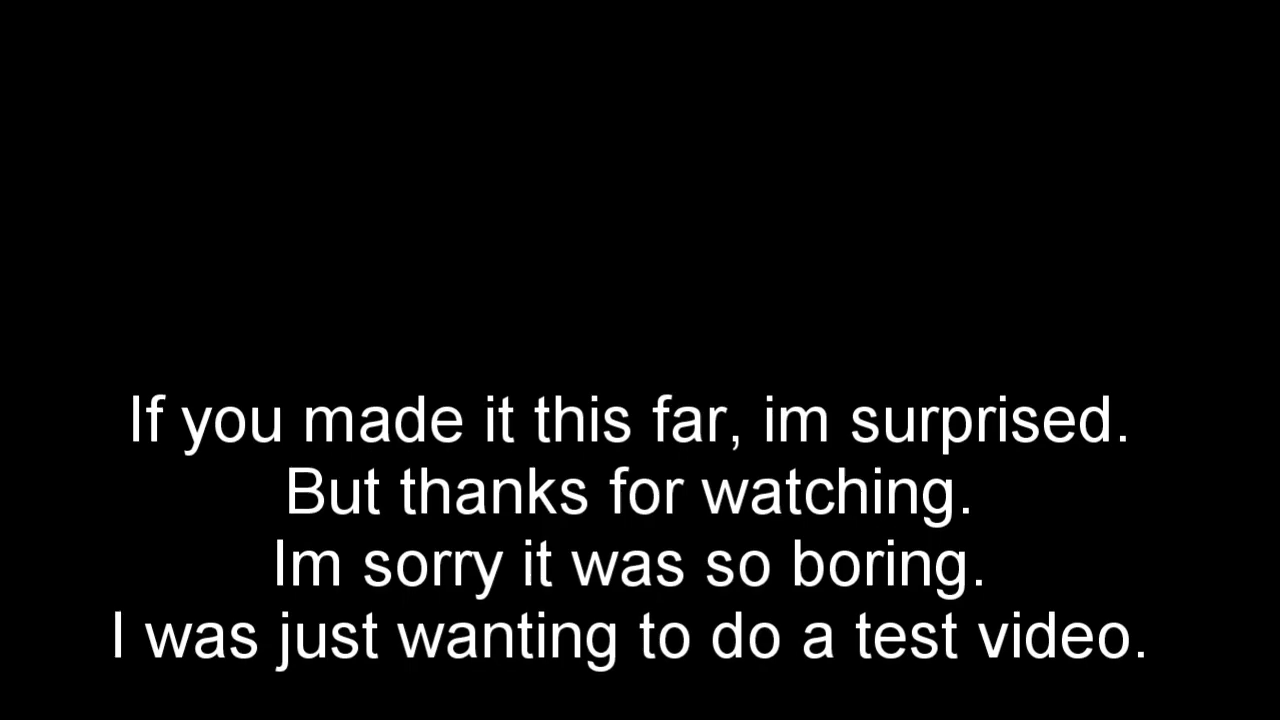 If you made it this far, im surprised.
But thanks for watching.
Im sorry it was so boring.
I was just wanting to do a test video.